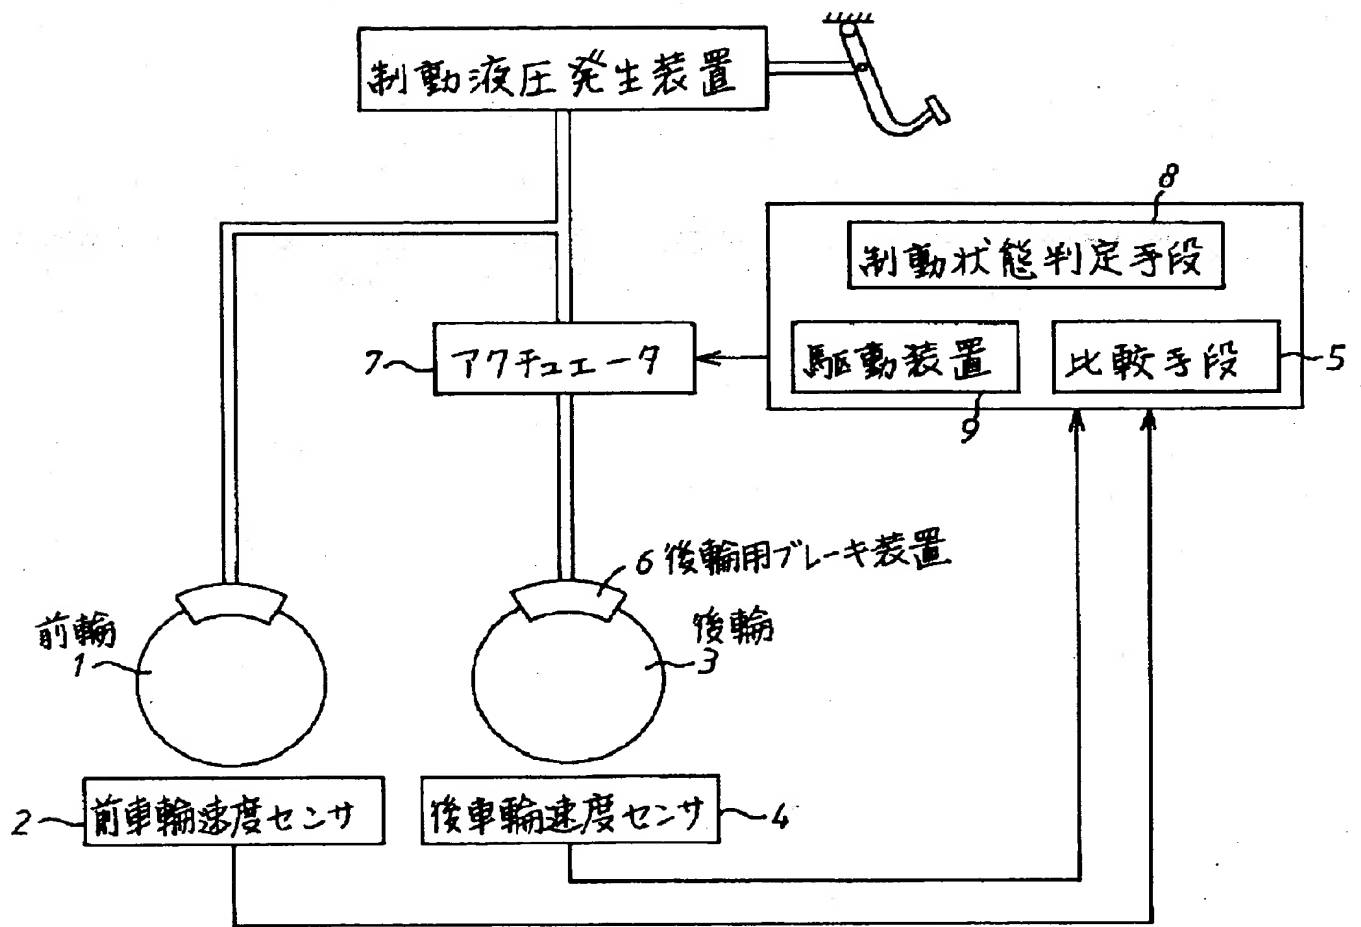 制動液圧発生装置
8
制動状態判定手段
7
アクチュエータ
駆動装置
比較手段
5
9
6 後輪用ブレーキ装置
前輪
1
後輪
3
2
前車輪速度センサ
後車輪速度センサ
4